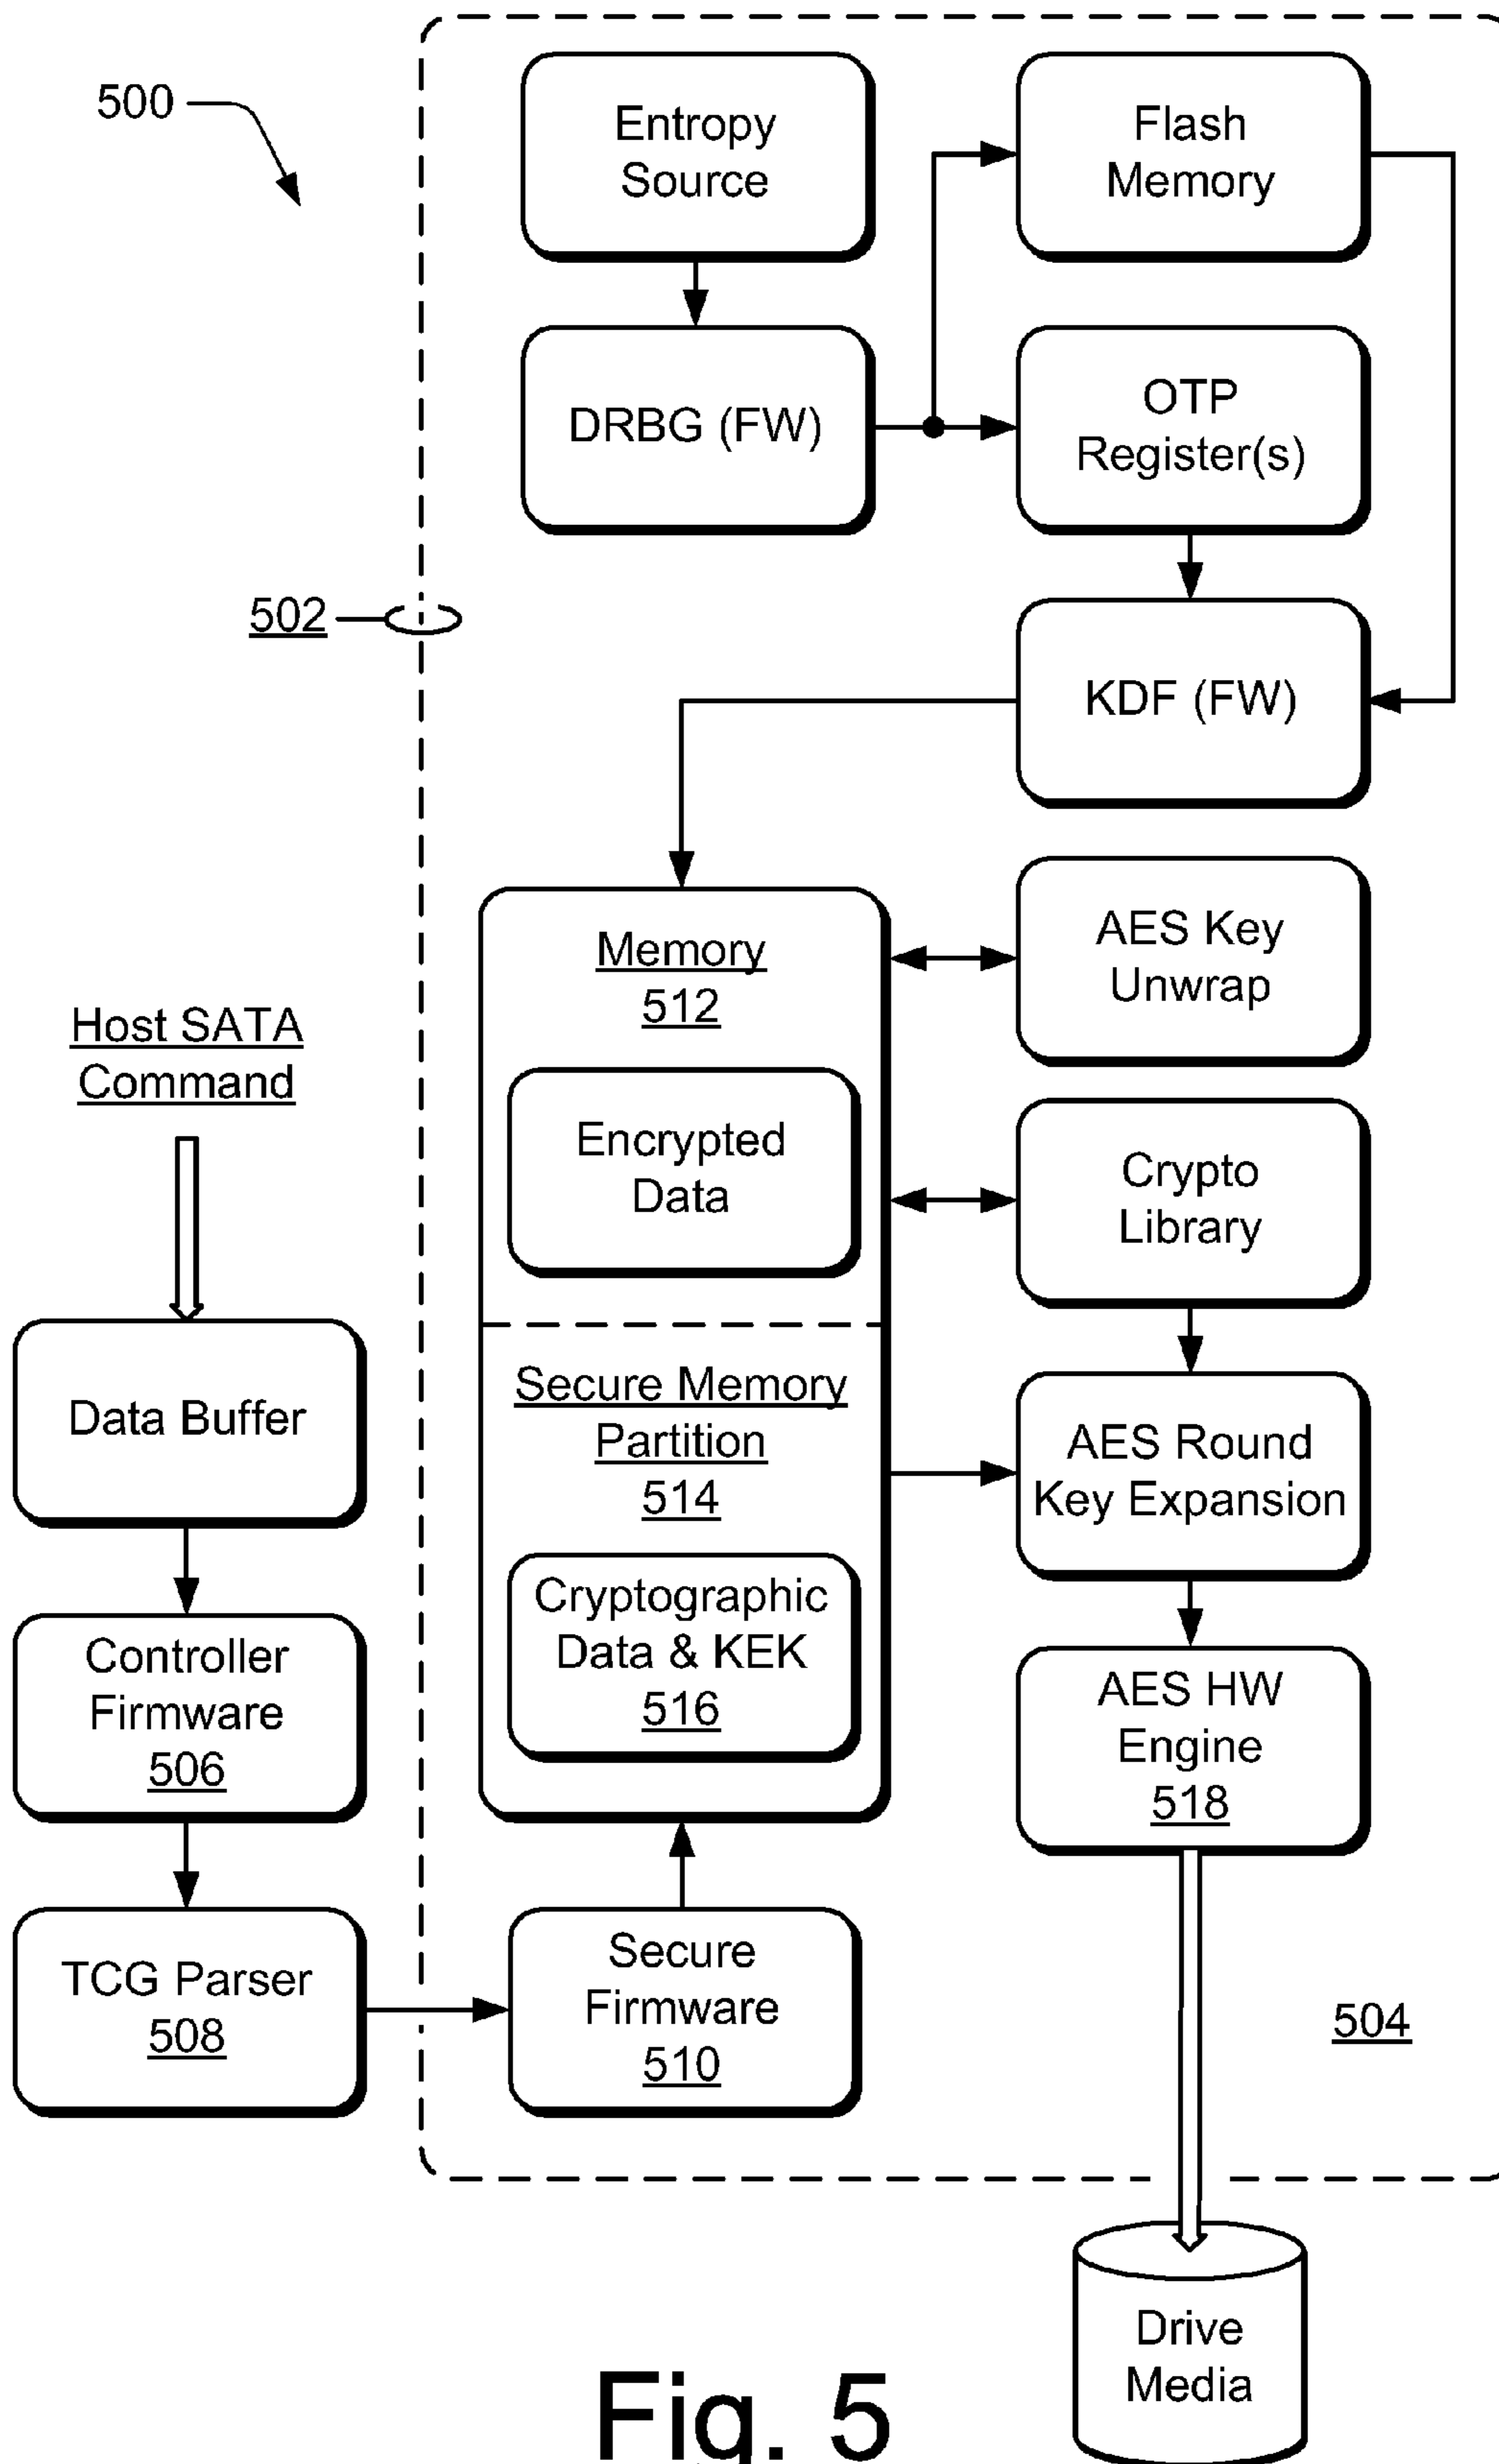 500
Entropy
Source
Flash
Memory
DRBG (FW)
OTP
Register(s)
502
KDF (FW)
Memory
512
AES Key
Unwrap
Host SATA
Command
Encrypted
Data
Crypto
Library
Data Buffer
Secure Memory
Partition
514
AES Round
Key Expansion
Cryptographic
Data & KEK
516
Controller
Firmware
506
AES HW
Engine
518
TCG Parser
508
Secure
Firmware
510
504
Drive
Media
Fig. 5